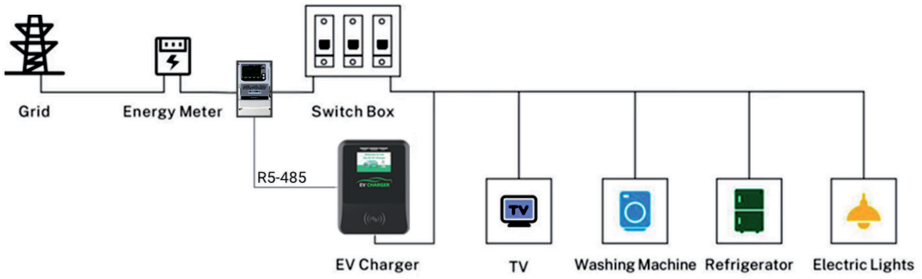 Grid
Energy Meter
Switch Box
R5-485
EV CHARGER
EV Charger
TV
TV
Washing Machine
Refrigerator
Electric Lights